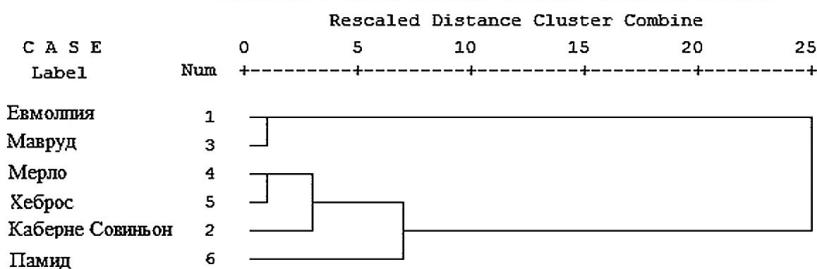 Rescaled Distance Cluster Combine
C A S E 0 5 10 15 20 25
Label Num +---------+---------+---------+---------+---------+
Евмолпия 1
Мавруд 3
Мерло 4
Хеброс 5
Каберне Совиньон 2
Памид 6